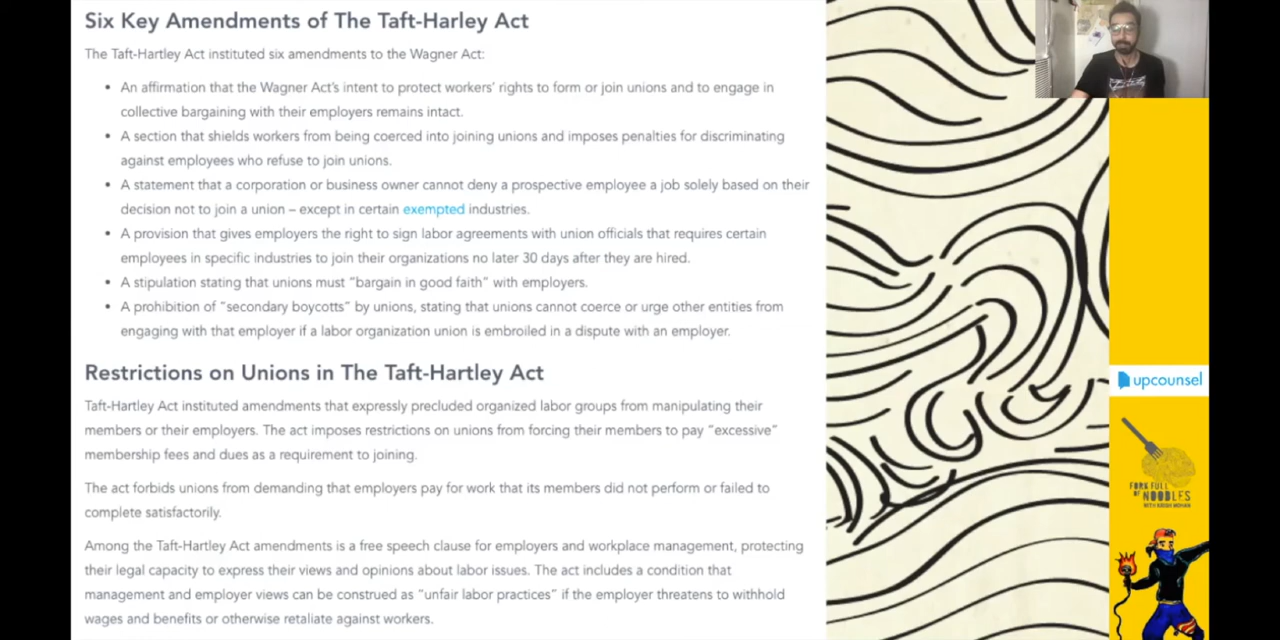 Six Key Amendments of The Taft-Harley Act
The Taft-Hartley Act instituted six amendments to the Wagner Act:
• An affirmation that the Wagner Act's intent to protect workers' rights to form or join unions and to engage in
collective bargaining with their employers remains intact.
• A section that shields workers from being coerced into joining unions and imposes penalties for discriminating
against employees who refuse to join unions.
• A statement that a corporation or business owner cannot deny a prospective employee a job solely based on their
decision not to join a union – except in certain exempted industries.
• A provision that gives employers the right to sign labor agreements with union officials that requires certain
employees in specific industries to join their organizations no later 30 days after they are hired.
• A stipulation stating that unions must "bargain in good faith" with employers.
• A prohibition of "secondary boycotts" by unions, stating that unions cannot coerce or urge other entities from
engaging with that employer if a labor organization union is embroiled in a dispute with an employer.
Restrictions on Unions in The Taft-Hartley Act
Taft-Hartley Act instituted amendments that expressly precluded organized labor groups from manipulating their
members or their employers. The act imposes restrictions on unions from forcing their members to pay "excessive"
membership fees and dues as a requirement to joining.
The act forbids unions from demanding that employers pay for work that its members did not perform or failed to
complete satisfactorily.
Among the Taft-Hartley Act amendments is a free speech clause for employers and workplace management, protecting
their legal capacity to express their views and opinions about labor issues. The act includes a condition that
management and employer views can be construed as "unfair labor practices" if the employer threatens to withhold
wages and benefits or otherwise retaliate against workers.
upcounsel
FORK FULL
OF NOODLES